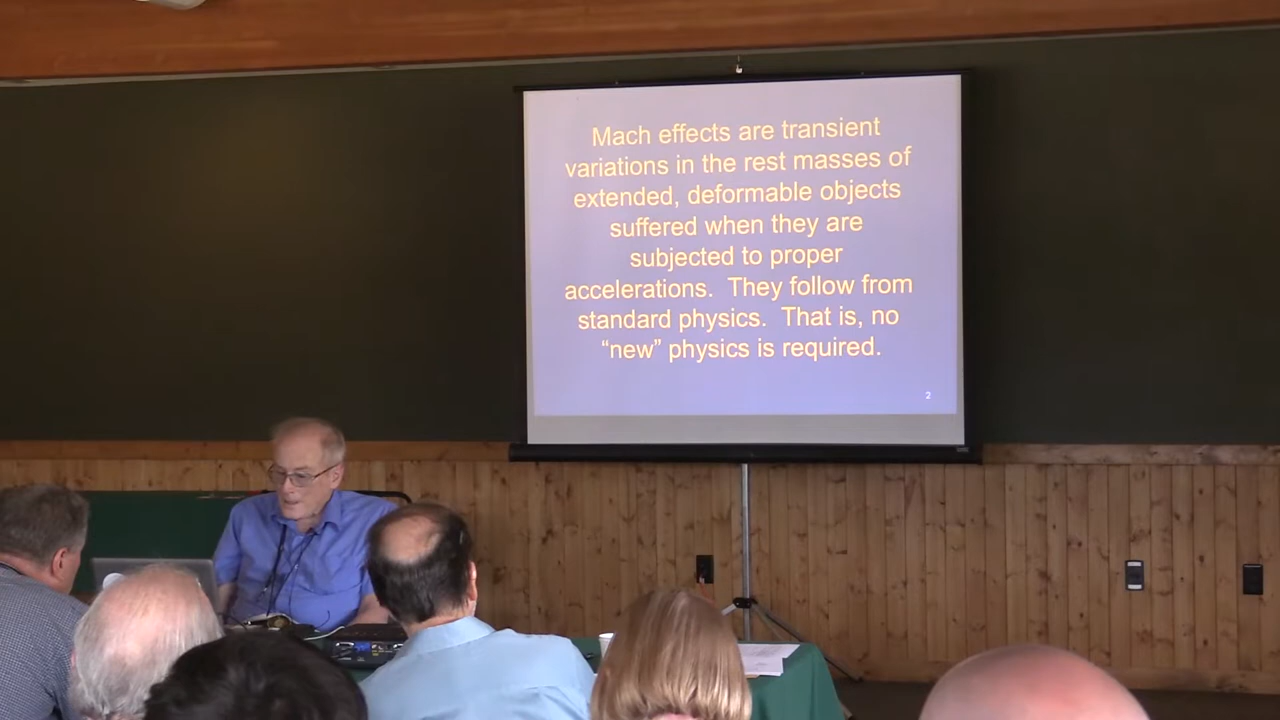 Mach effects are transient
variations in the rest masses of
extended, deformable objects
suffered when they are
subjected to proper
accelerations.  They follow from
standard physics.  That is, no
“new” physics is required.
2